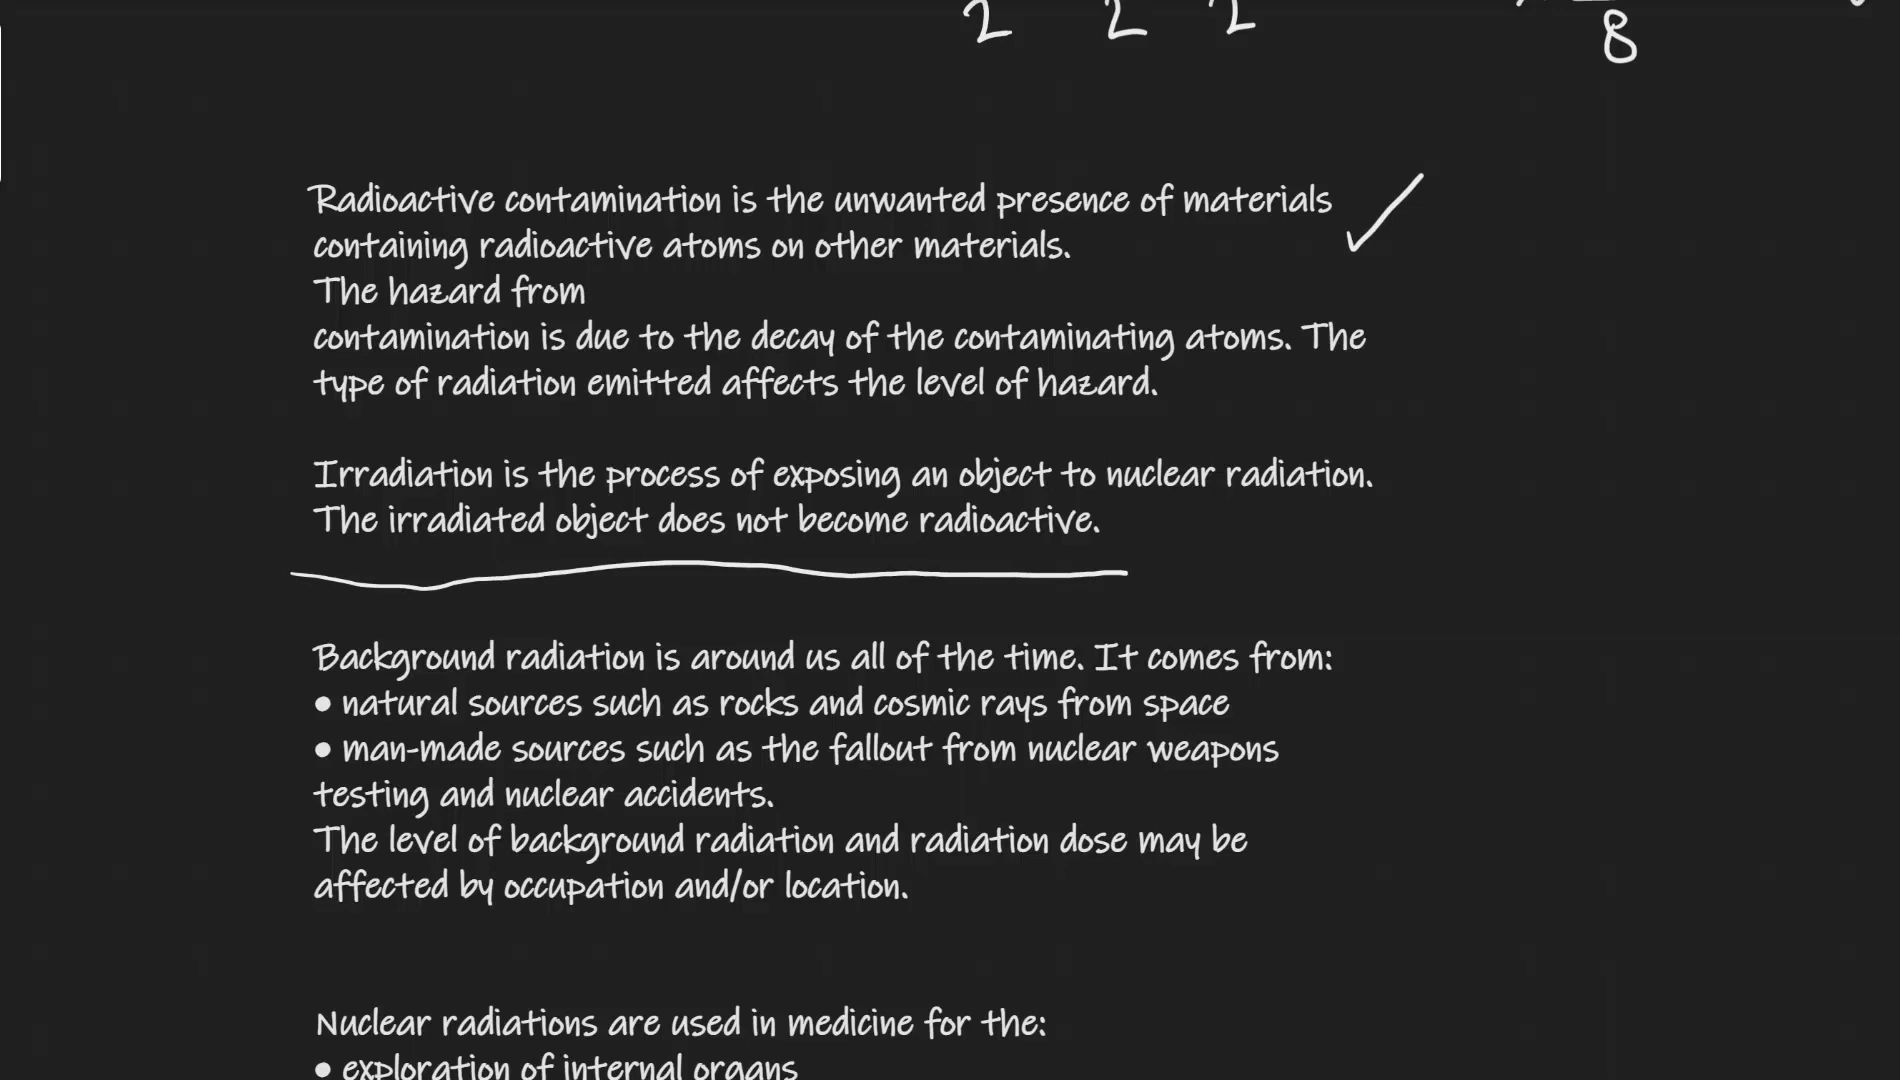 2 2 2
8
Radioactive contamination is the unwanted presence of materials
containing radioactive atoms on other materials.
The hazard from
contamination is due to the decay of the contaminating atoms. The
type of radiation emitted affects the level of hazard.
Irradiation is the process of exposing an object to nuclear radiation.
The irradiated object does not become radioactive.
Background radiation is around us all of the time. It comes from:
• natural sources such as rocks and cosmic rays from space
• man-made sources such as the fallout from nuclear weapons
testing and nuclear accidents.
The level of background radiation and radiation dose may be
affected by occupation and/or location.
Nuclear radiations are used in medicine for the:
• exploration of internal organs